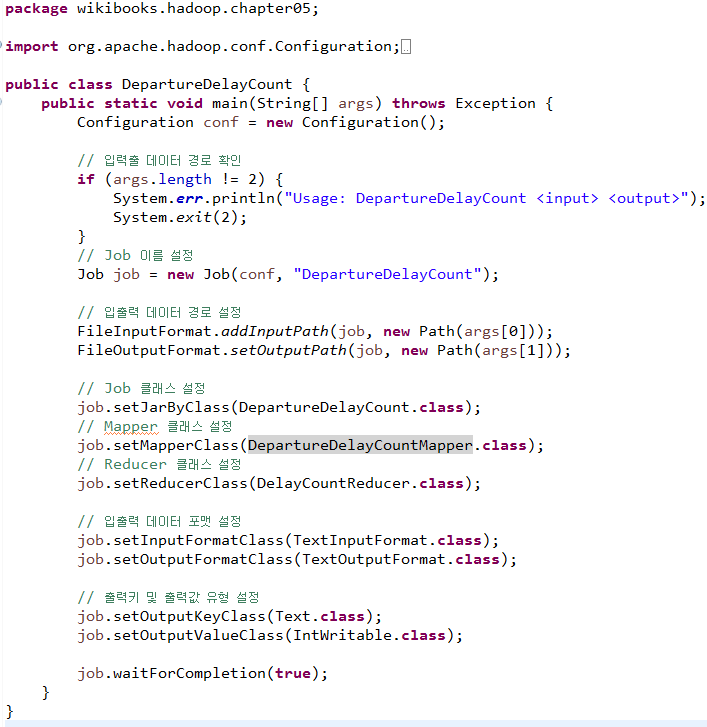 package wikibooks.hadoop.chapter05;
import org.apache.hadoop.conf.Configuration;
public class DepartureDelayCount {
public static void main(String[] args) throws Exception {
Configuration conf = new Configuration();
// 입력출 데이터 경로 확인
if (args.length != 2) {
System.err.println("Usage: DepartureDelayCount <input> <output>");
System.exit(2);
}
// Job 이름 설정
Job job = new Job(conf, "DepartureDelayCount");
// 입출력 데이터 경로 설정
FileInputFormat.addInputPath(job, new Path(args[0]));
FileOutputFormat.setOutputPath(job, new Path(args[1]));
// Job 클래스 설정
job.setJarByClass(DepartureDelayCount.class);
// Mapper 클래스 설정
job.setMapperClass(DepartureDelayCountMapper.class);
// Reducer 클래스 설정
job.setReducerClass(DelayCountReducer.class);
// 입출력 데이터 포맷 설정
job.setInputFormatClass(TextInputFormat.class);
job.setOutputFormatClass(TextOutputFormat.class);
// 출력키 및 출력값 유형 설정
job.setOutputKeyClass(Text.class);
job.setOutputValueClass(IntWritable.class);
job.waitForCompletion(true);
}
}